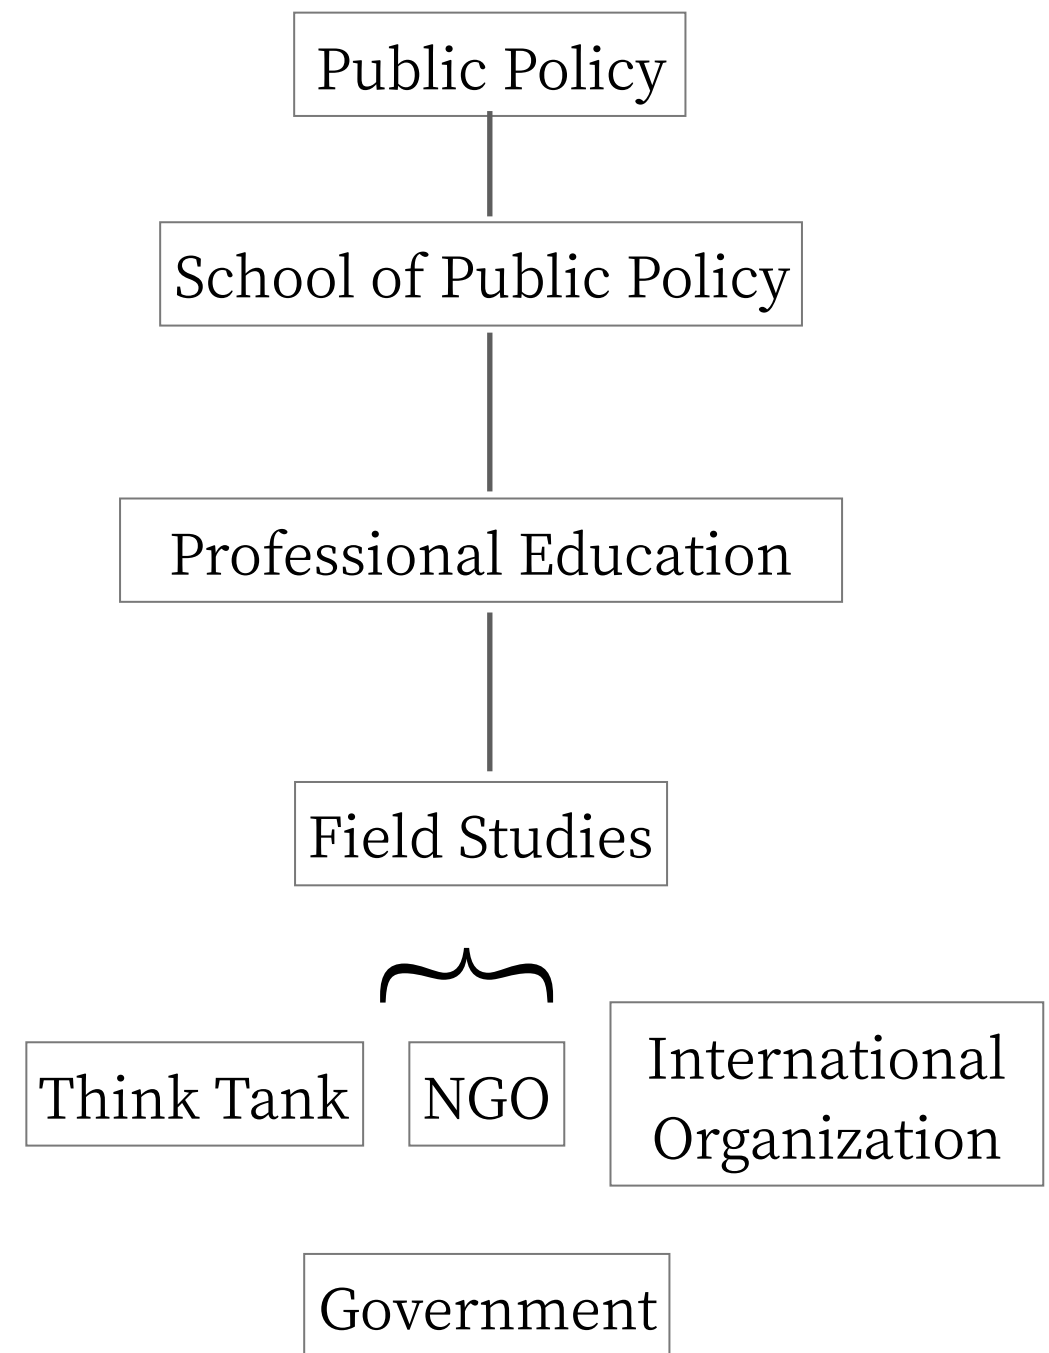 Public Policy
School of Public Policy
Professional Education
Field Studies
Think Tank
NGO
International
Organization
Government